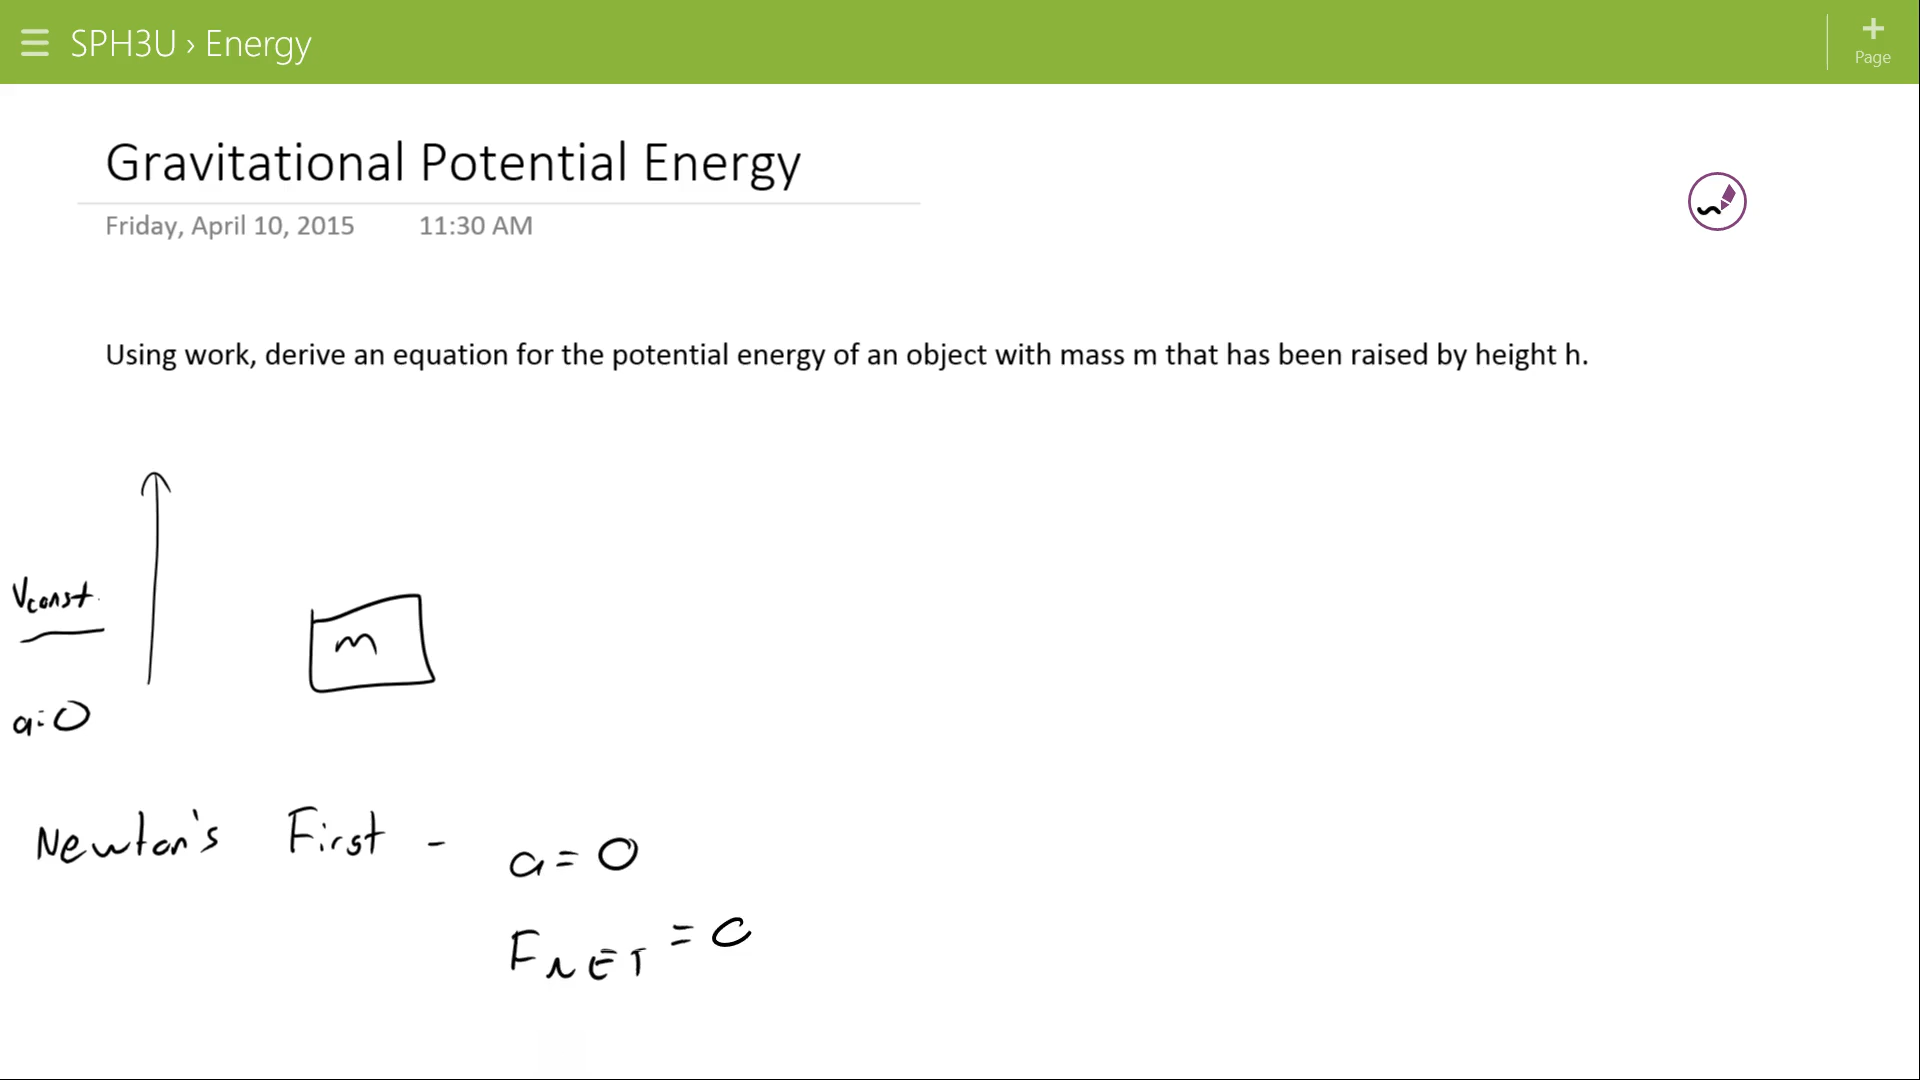 SPH3U › Energy
Page
Gravitational Potential Energy
Friday, April 10, 2015 11:30 AM
Using work, derive an equation for the potential energy of an object with mass m that has been raised by height h.
Vconst.
m
a=0
Newton's First - a=0
FNET = 0